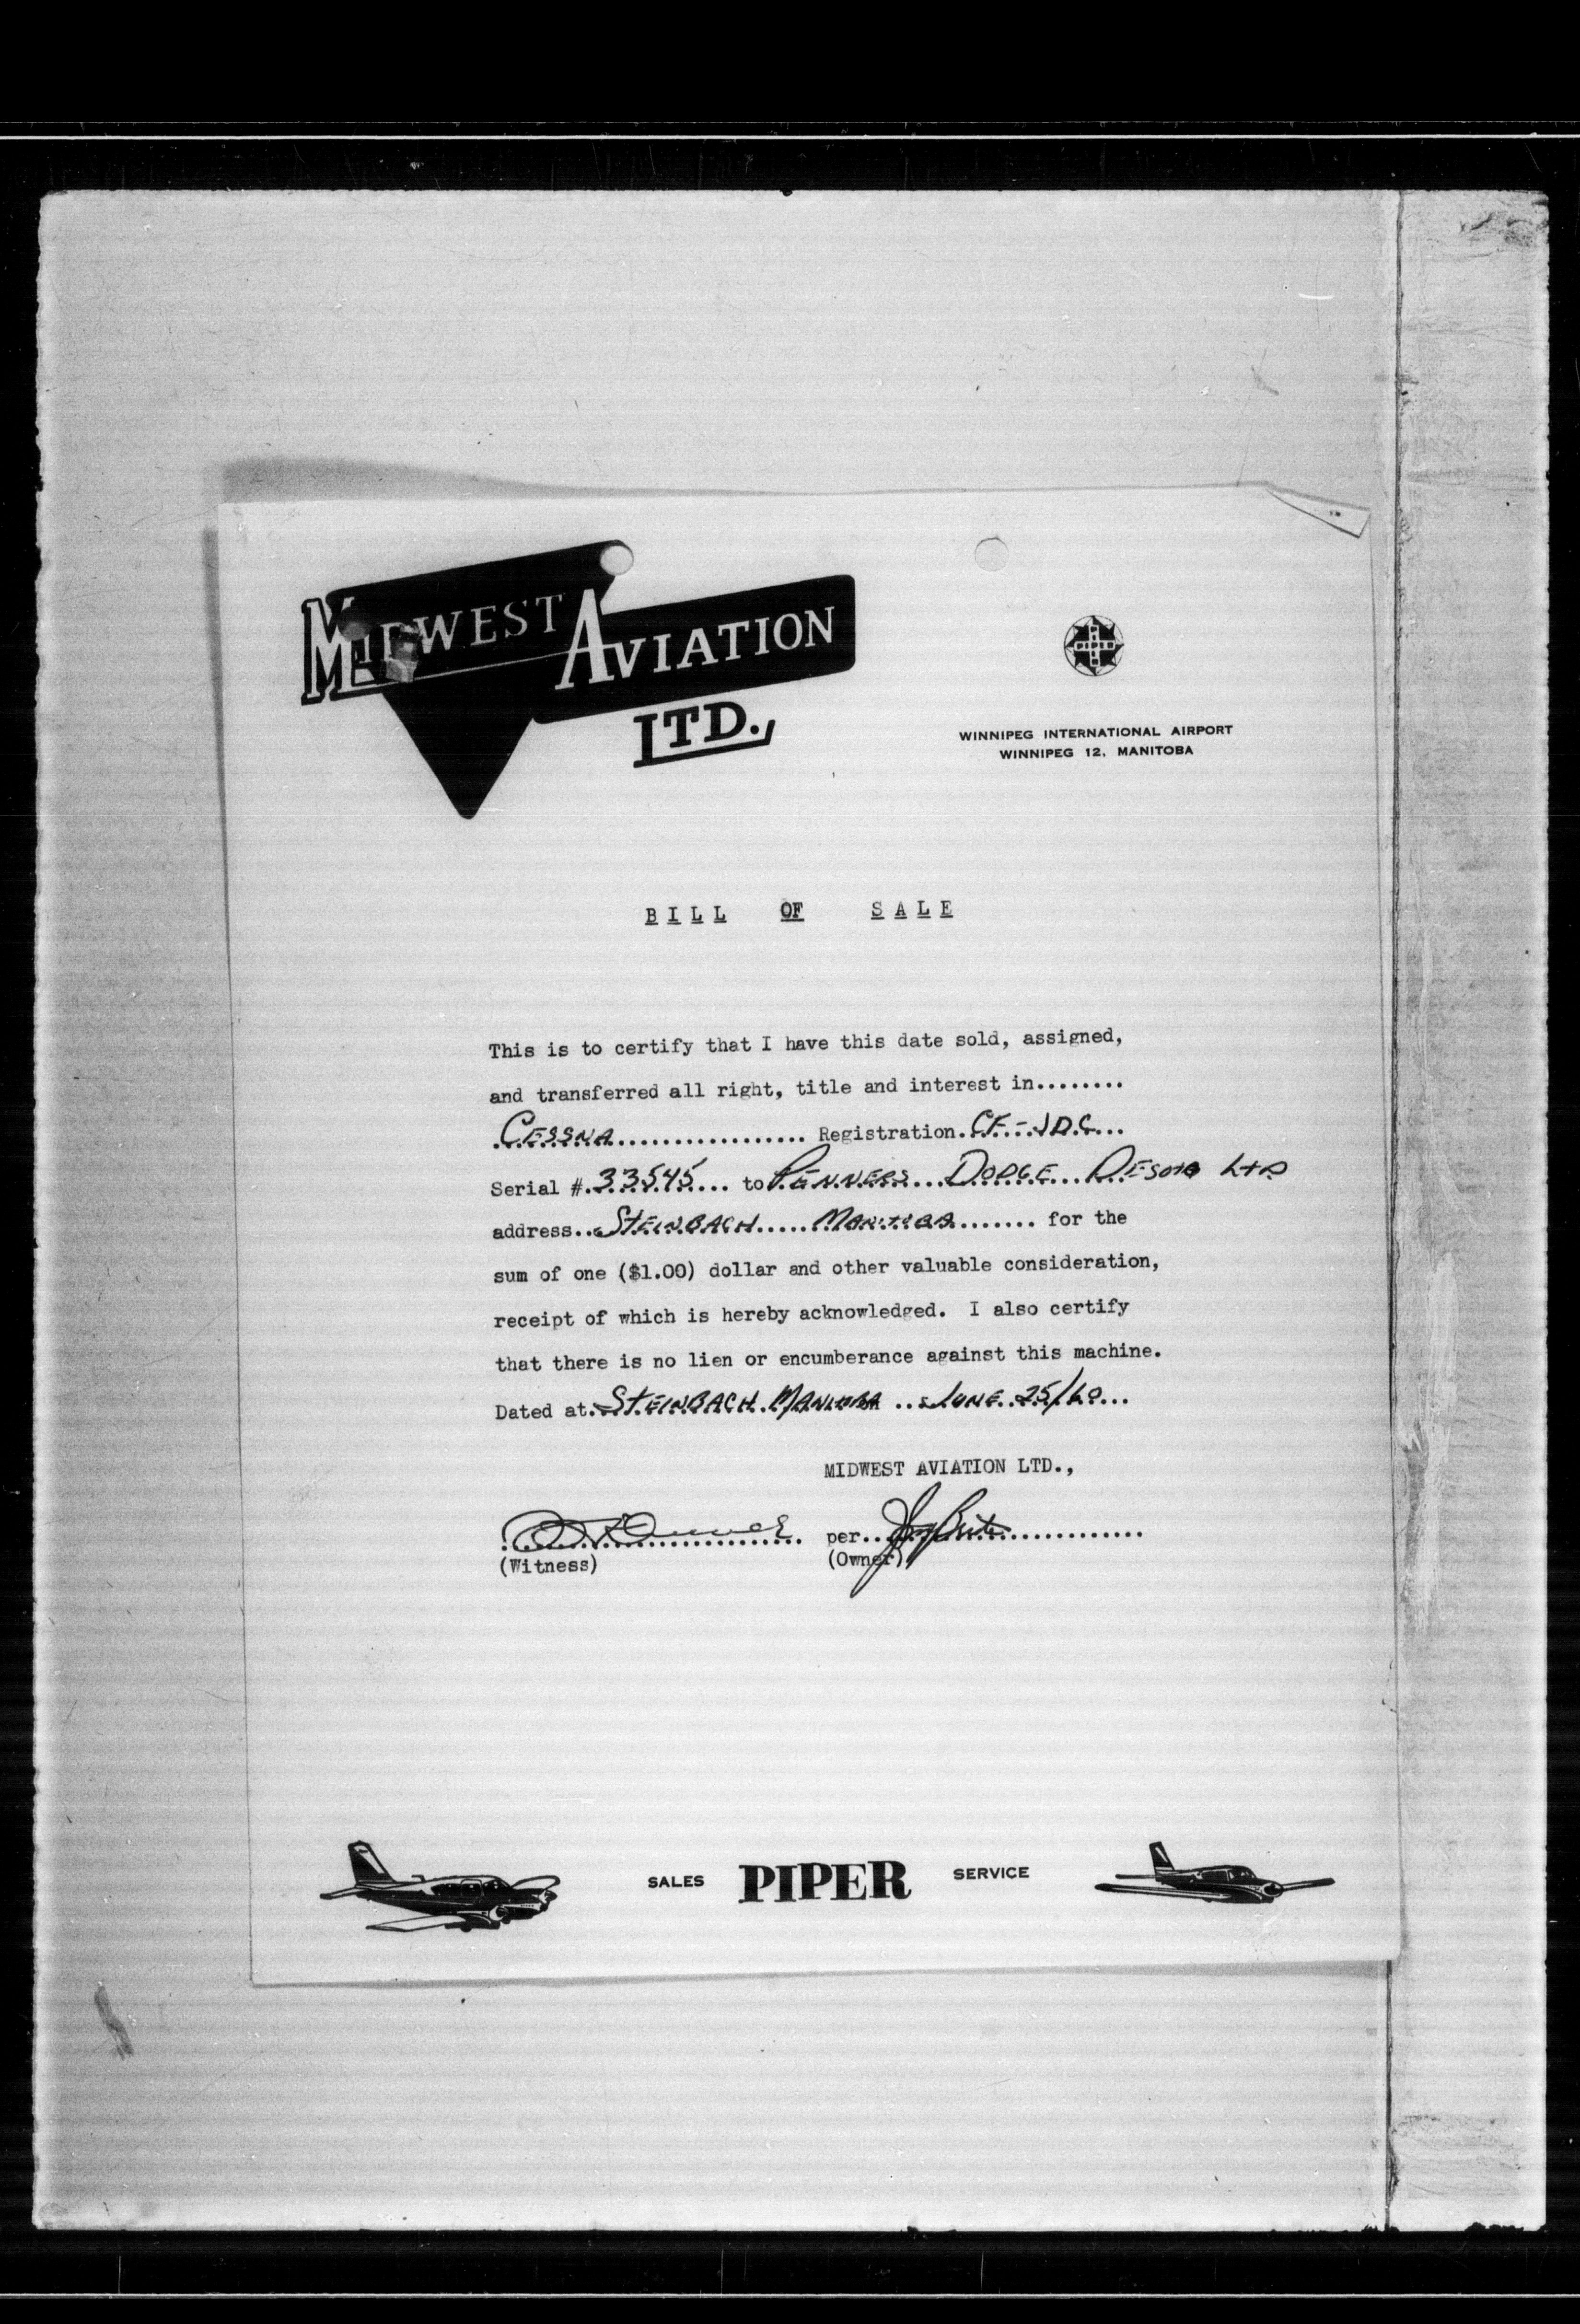 MIDWEST AVIATION
LTD.,
PIPER
WINNIPEG INTERNATIONAL AIRPORT
WINNIPEG 12, MANITOBA
BILL OF SALE
This is to certify that I have this date sold, assigned,
and transferred all right, title and interest in........
CESSNA.................. Registration.CF.-JDC...
Serial #.33545.... to PENNERS...DODGE...DESOTO LTD
address..STEINBACH.....MANITOBA........ for the
sum of one ($1.00) dollar and other valuable consideration,
receipt of which is hereby acknowledged. I also certify
that there is no lien or encumberance against this machine.
Dated at.STEINBACH.MANITOBA ...JUNE.25/60...
MIDWEST AVIATION LTD.,
per..
(Witness) (Owner)
SALES PIPER SERVICE